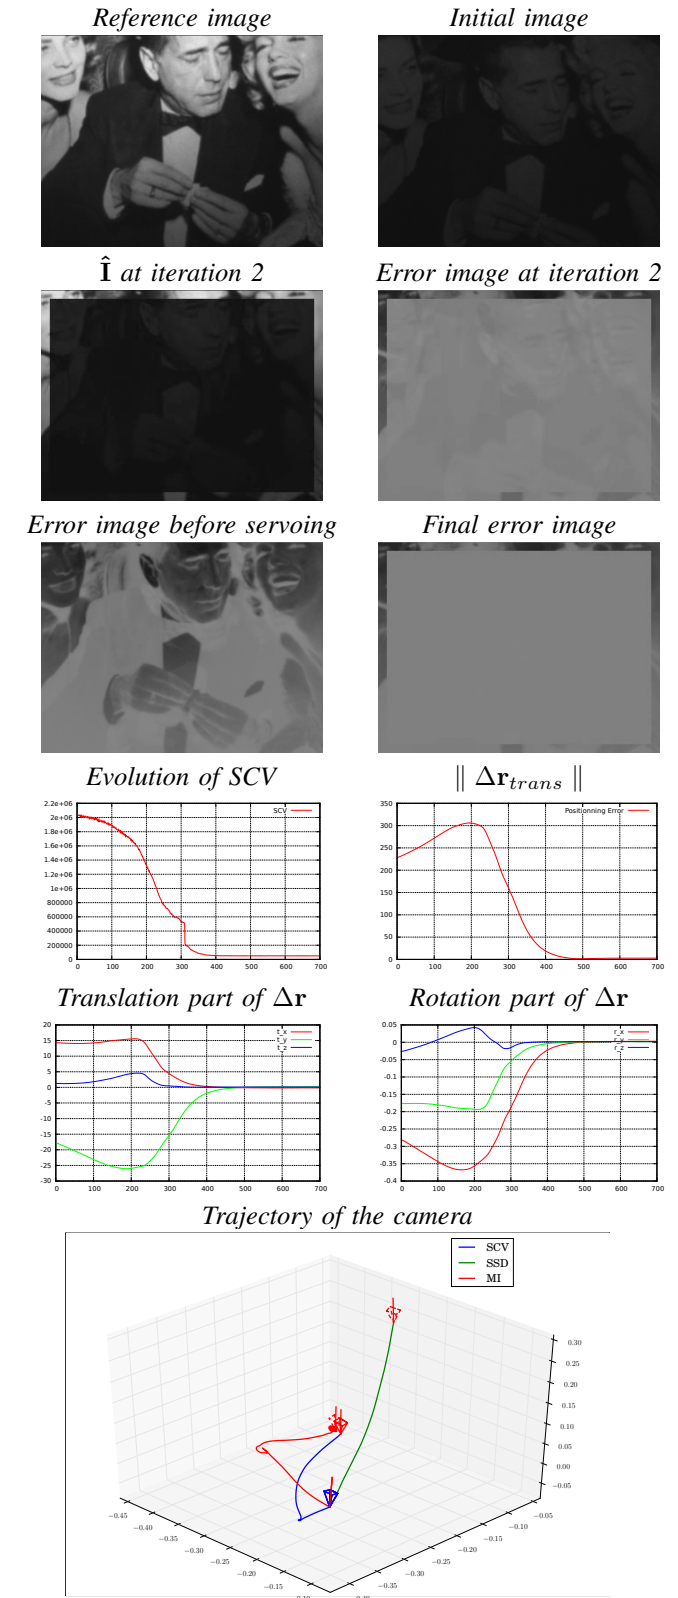 Reference image
Initial image
Î at iteration 2
Error image at iteration 2
Error image before servoing
Final error image
Evolution of SCV
‖ Δr_trans ‖
2.2e+06
2e+06
1.8e+06
1.6e+06
1.4e+06
1.2e+06
1e+06
800000
600000
400000
200000
0
0 100 200 300 400 500 600 700
SCV
350
300
250
200
150
100
50
0
0 100 200 300 400 500 600 700
Positionning Error
Translation part of Δr
Rotation part of Δr
20
15
10
5
0
-5
-10
-15
-20
-25
-30
0 100 200 300 400 500 600 700
t_x
t_y
t_z
0.05
0
-0.05
-0.1
-0.15
-0.2
-0.25
-0.3
-0.35
-0.4
0 100 200 300 400 500 600 700
r_x
r_y
r_z
Trajectory of the camera
SCV
SSD
MI
0.30
0.25
0.20
0.15
0.10
0.05
0.00
−0.05
−0.45
−0.40
−0.35
−0.30
−0.25
−0.20
−0.15
−0.05
−0.10
−0.15
−0.20
−0.25
−0.30
−0.35